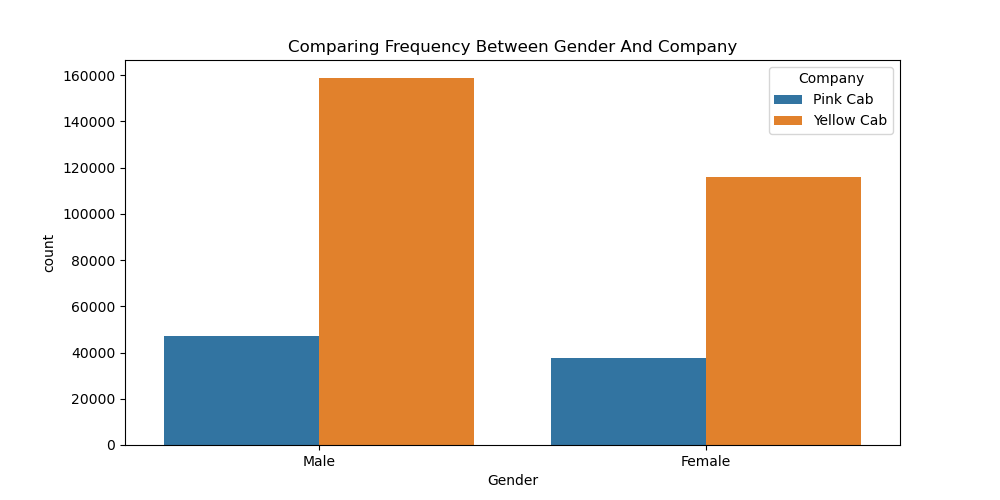 Comparing Frequency Between Gender And Company
160000
140000
120000
100000
80000
60000
40000
20000
0
count
Company
Pink Cab
Yellow Cab
Male
Female
Gender